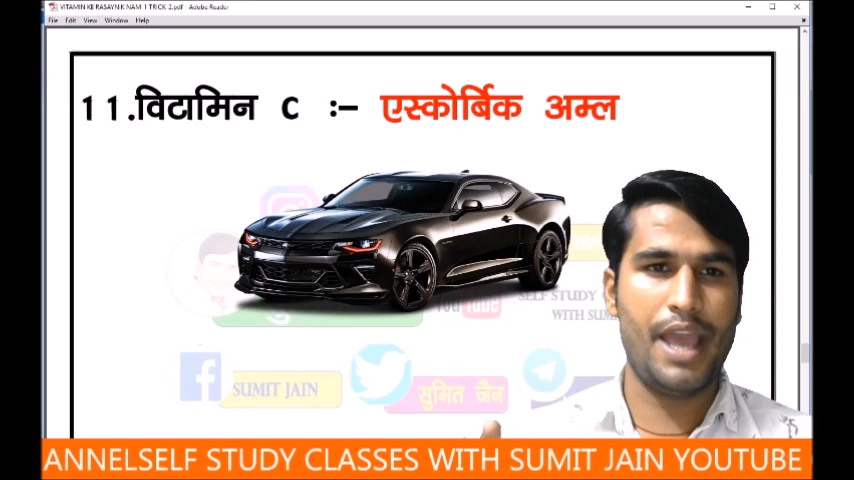 VITAMIN KE RASAYNIK NAM 1 TRICK 2.pdf - Adobe Reader
File Edit View Window Help
11.विटामिन C :- एस्कोर्बिक अम्ल
YouTube
SELF STUDY
WITH SUM
SUMIT JAIN
सुमित जैन
ANNELSELF STUDY CLASSES WITH SUMIT JAIN YOUTUBE